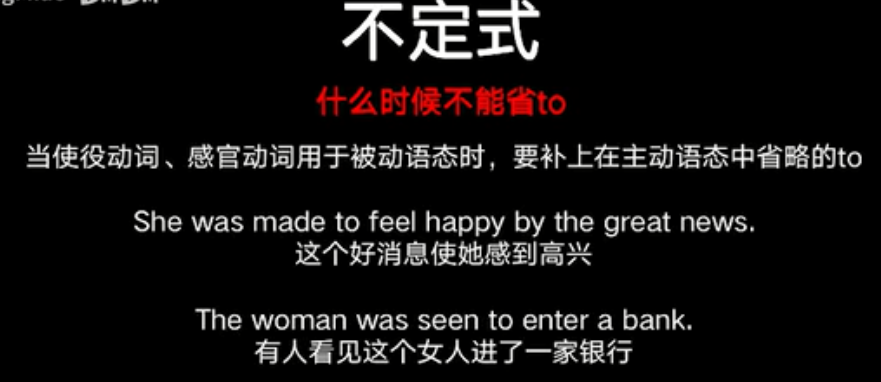 不定式
什么时候不能省to
当使役动词、感官动词用于被动语态时，要补上在主动语态中省略的to
She was made to feel happy by the great news.
这个好消息使她感到高兴
The woman was seen to enter a bank.
有人看见这个女人进了一家银行